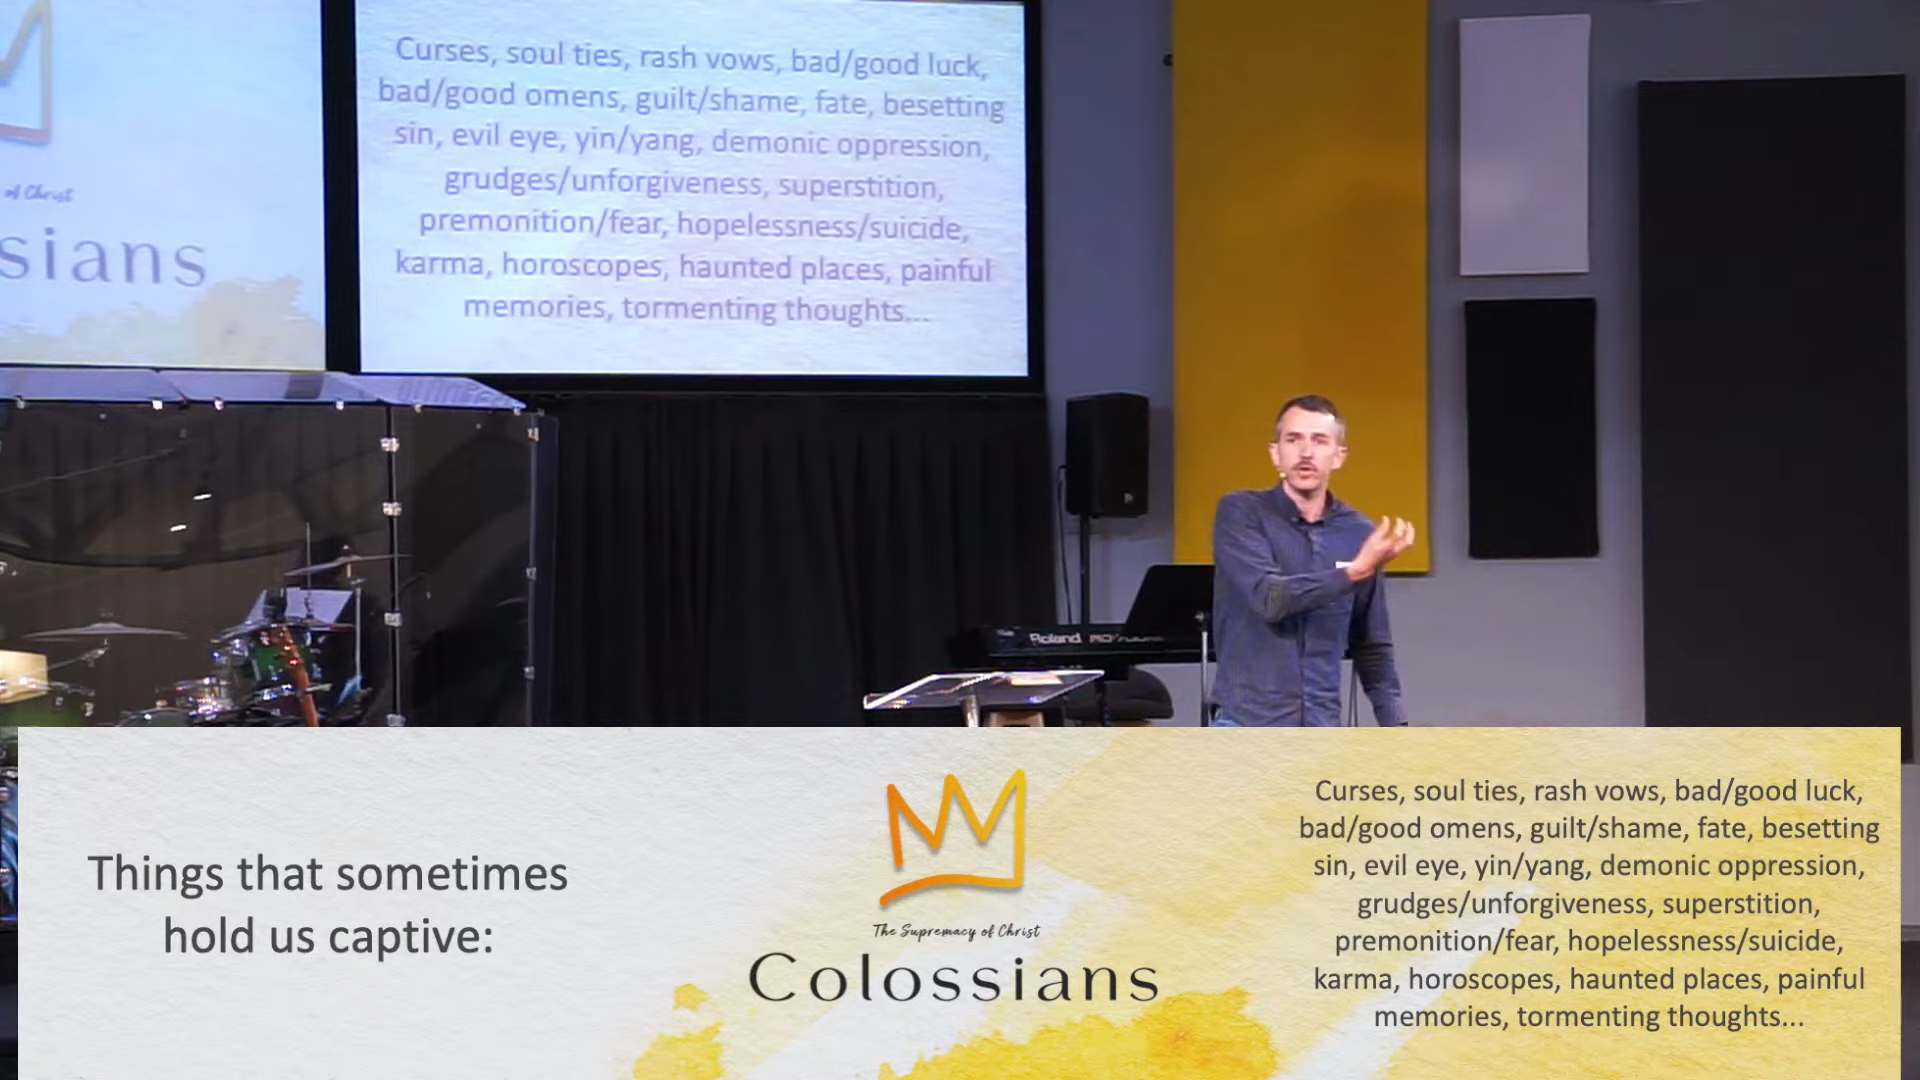 of Christ
sians
Curses, soul ties, rash vows, bad/good luck,
bad/good omens, guilt/shame, fate, besetting
sin, evil eye, yin/yang, demonic oppression,
grudges/unforgiveness, superstition,
premonition/fear, hopelessness/suicide,
karma, horoscopes, haunted places, painful
memories, tormenting thoughts...
Roland
Things that sometimes
hold us captive:
The Supremacy of Christ
Colossians
Curses, soul ties, rash vows, bad/good luck,
bad/good omens, guilt/shame, fate, besetting
sin, evil eye, yin/yang, demonic oppression,
grudges/unforgiveness, superstition,
premonition/fear, hopelessness/suicide,
karma, horoscopes, haunted places, painful
memories, tormenting thoughts...